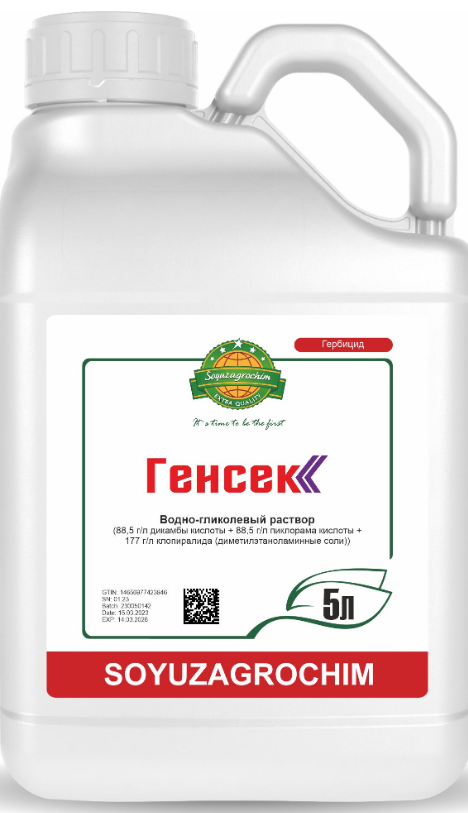 Гербицид
Soyuzagrochim
EXTRA QUALITY
It's time to be the first
Генсек
Водно-гликолевый раствор
(88,5 г/л дикамбы кислоты + 88,5 г/л пиклорама кислоты +
177 г/л клопиралида (диметилэтаноламинные соли))
GTIN: 14656977423646
SN: 01.23
Batch: 230350142
Date: 15.03.2023
EXP: 14.03.2026
5л
SOYUZAGROCHIM